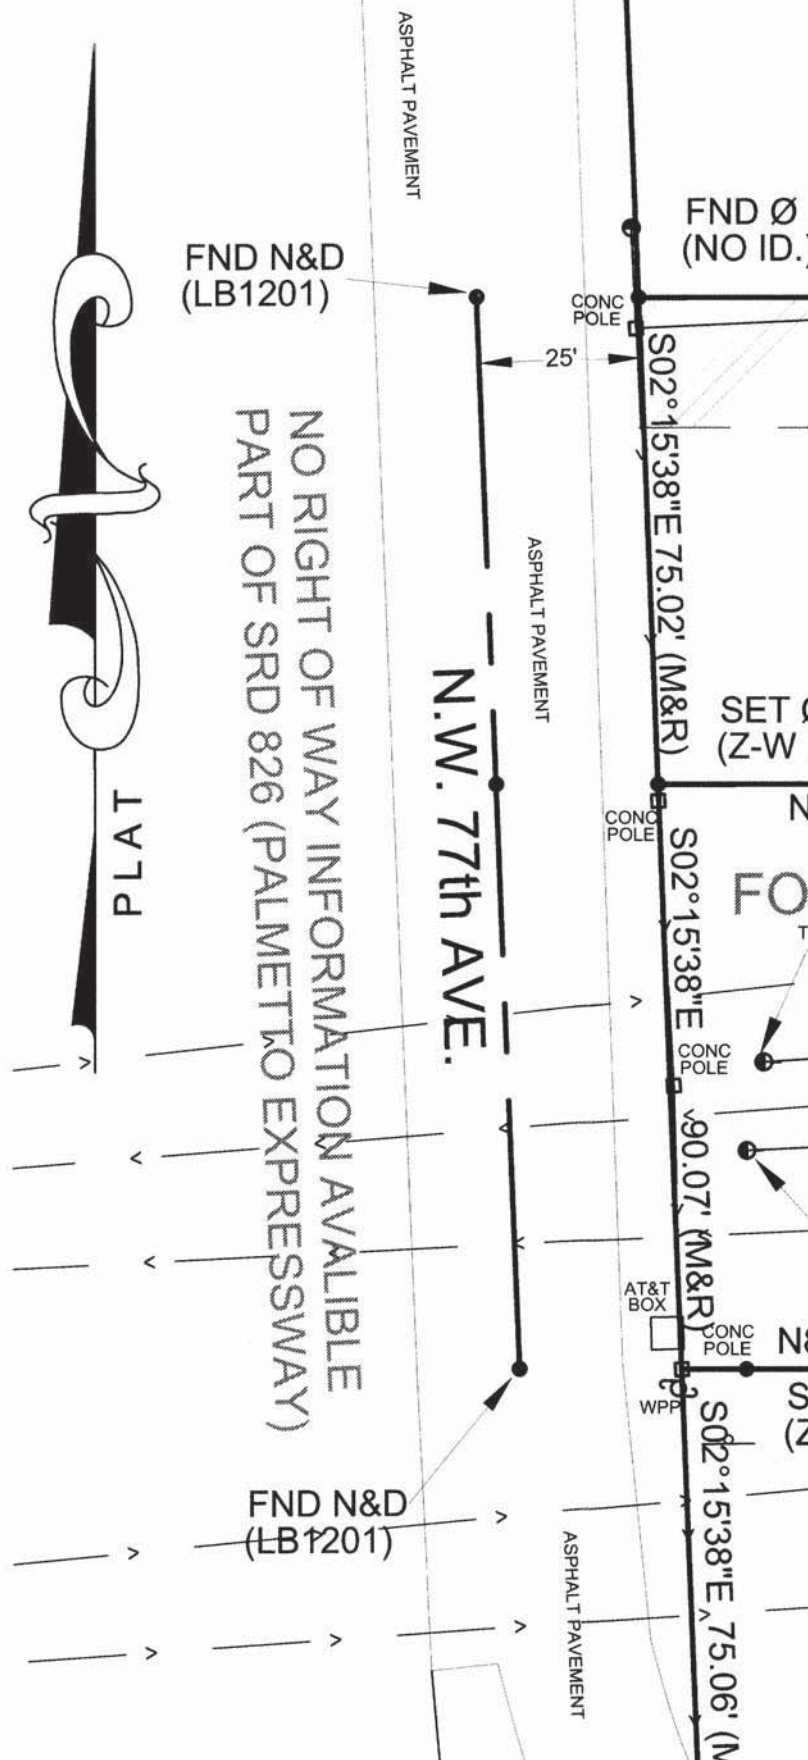 ASPHALT PAVEMENT
FND Ø
(NO ID.)
FND N&D
(LB1201)
CONC
POLE
25'
S02°15'38"E 75.02' (M&R)
NO RIGHT OF WAY INFORMATION AVALIBLE
PART OF SRD 826 (PALMETTO EXPRESSWAY)
ASPHALT PAVEMENT
N.W. 77th AVE.
SET
(Z-W
PLAT
CONC
POLE
N
S02°15'38"E 90.07' (M&R)
FO
T
CONC
POLE
AT&T
BOX
CONC
POLE
N8
WPP
S
(N
S02°15'38"E 75.06' (M
FND N&D
(LB1201)
ASPHALT PAVEMENT